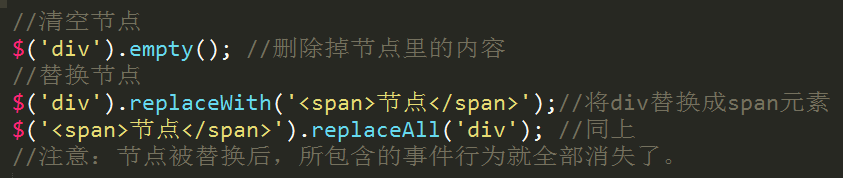 //清空节点
$('div').empty(); //删除掉节点里的内容
//替换节点
$('div').replaceWith('<span>节点</span>');//将div替换成span元素
$('<span>节点</span>').replaceAll('div'); //同上
//注意：节点被替换后，所包含的事件行为就全部消失了。